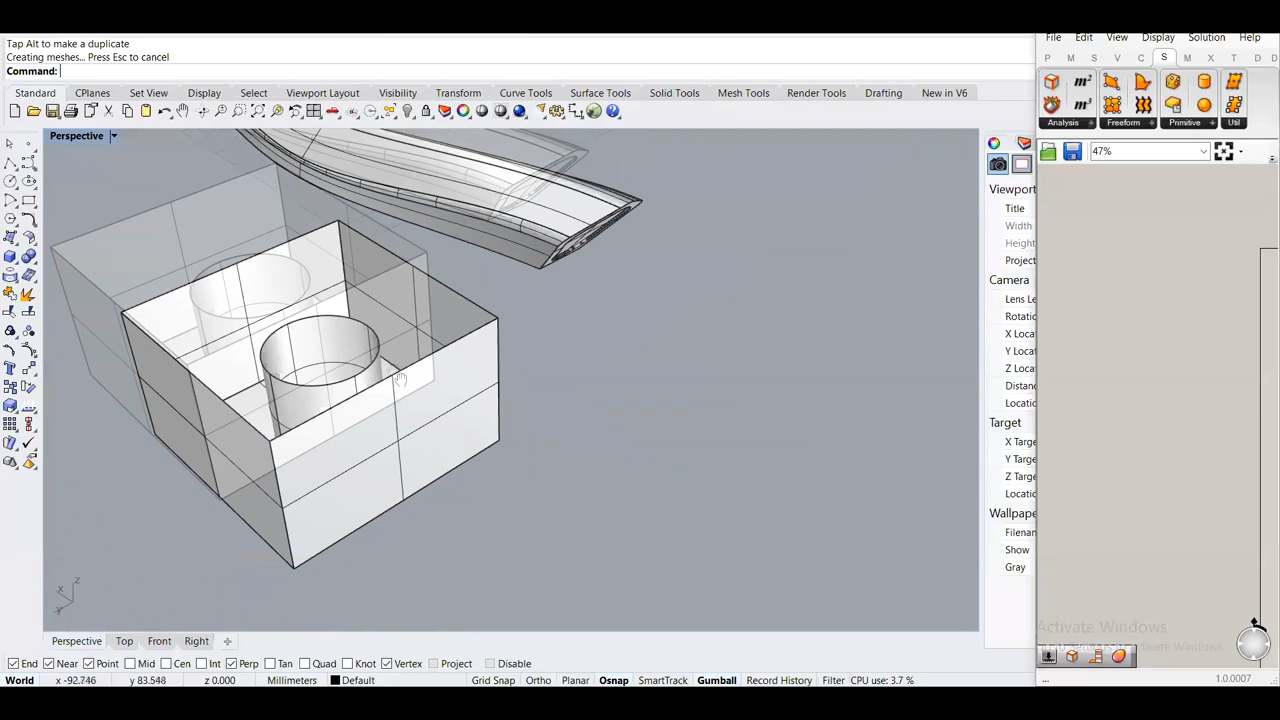 Tap Alt to make a duplicate
Creating meshes... Press Esc to cancel
Command:
Standard CPlanes Set View Display Select Viewport Layout Visibility Transform Curve Tools Surface Tools Solid Tools Mesh Tools Render Tools Drafting New in V6
Perspective
z
x
y
Perspective Top Front Right
End Near Point Mid Cen Int Perp Tan Quad Knot Vertex Project Disable
World x -92.746 y 83.548 z 0.000 Millimeters Default Grid Snap Ortho Planar Osnap SmartTrack Gumball Record History Filter CPU use: 3.7 %
Viewport
Title
Width
Height
Project
Camera
Lens Le
Rotatio
X Locat
Y Locat
Z Locat
Distanc
Locatio
Target
X Targe
Y Targe
Z Targe
Locatio
Wallpape
Filenan
Show
Gray
File Edit View Display Solution Help
P M S V C S M X T D D
m²
m³
Analysis Freeform Primitive Util
47%
Activate Windows
1.0.0007